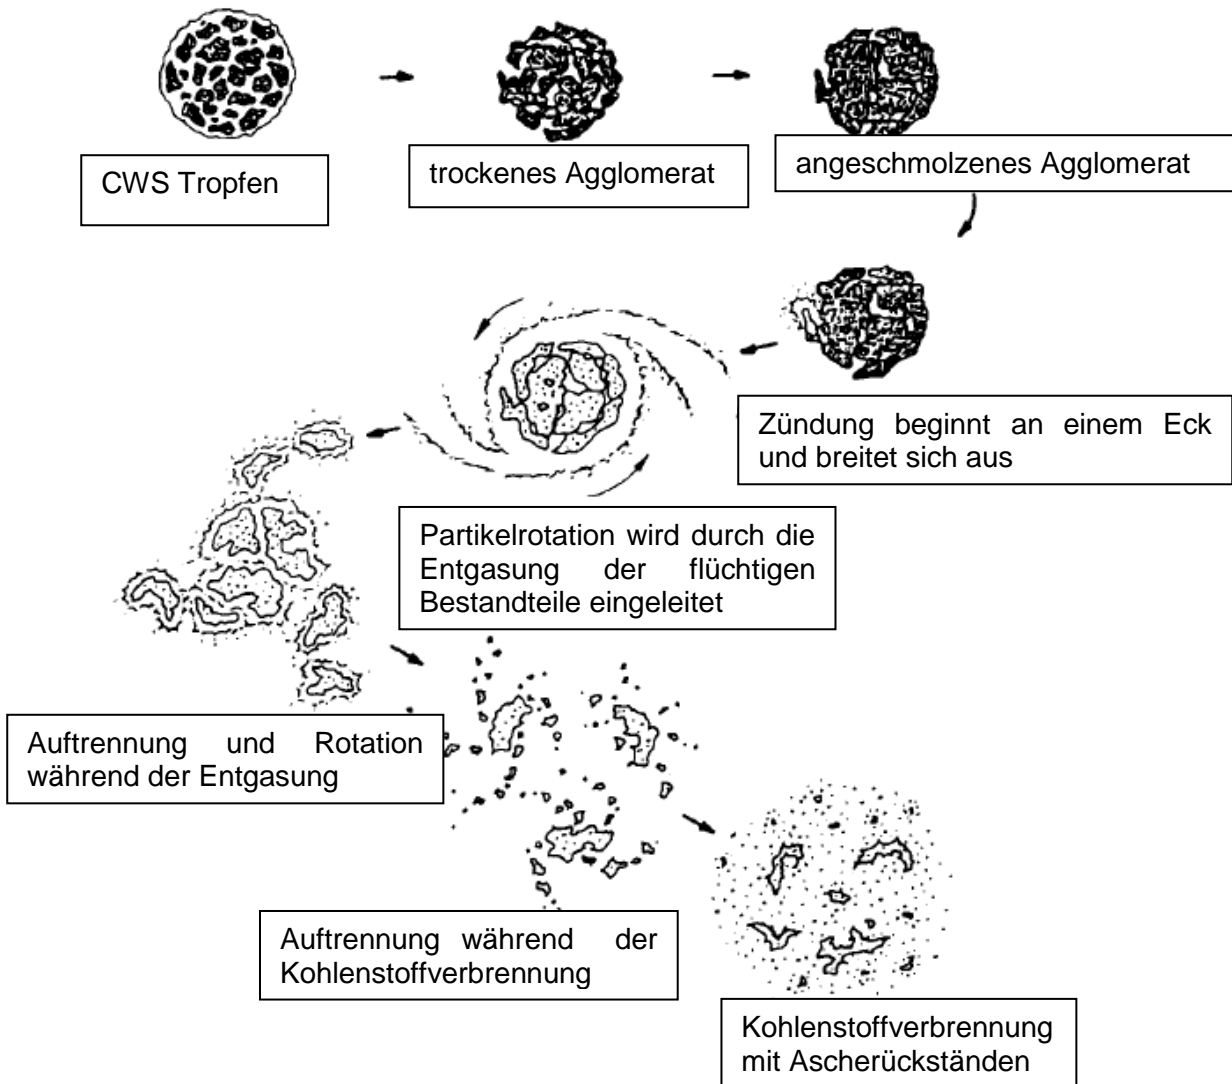 CWS Tropfen
trockenes Agglomerat
angeschmolzenes Agglomerat
Zündung beginnt an einem Eck
und breitet sich aus
Partikelrotation wird durch die
Entgasung der flüchtigen
Bestandteile eingeleitet
Auftrennung und Rotation
während der Entgasung
Auftrennung während der
Kohlenstoffverbrennung
Kohlenstoffverbrennung
mit Ascherückständen